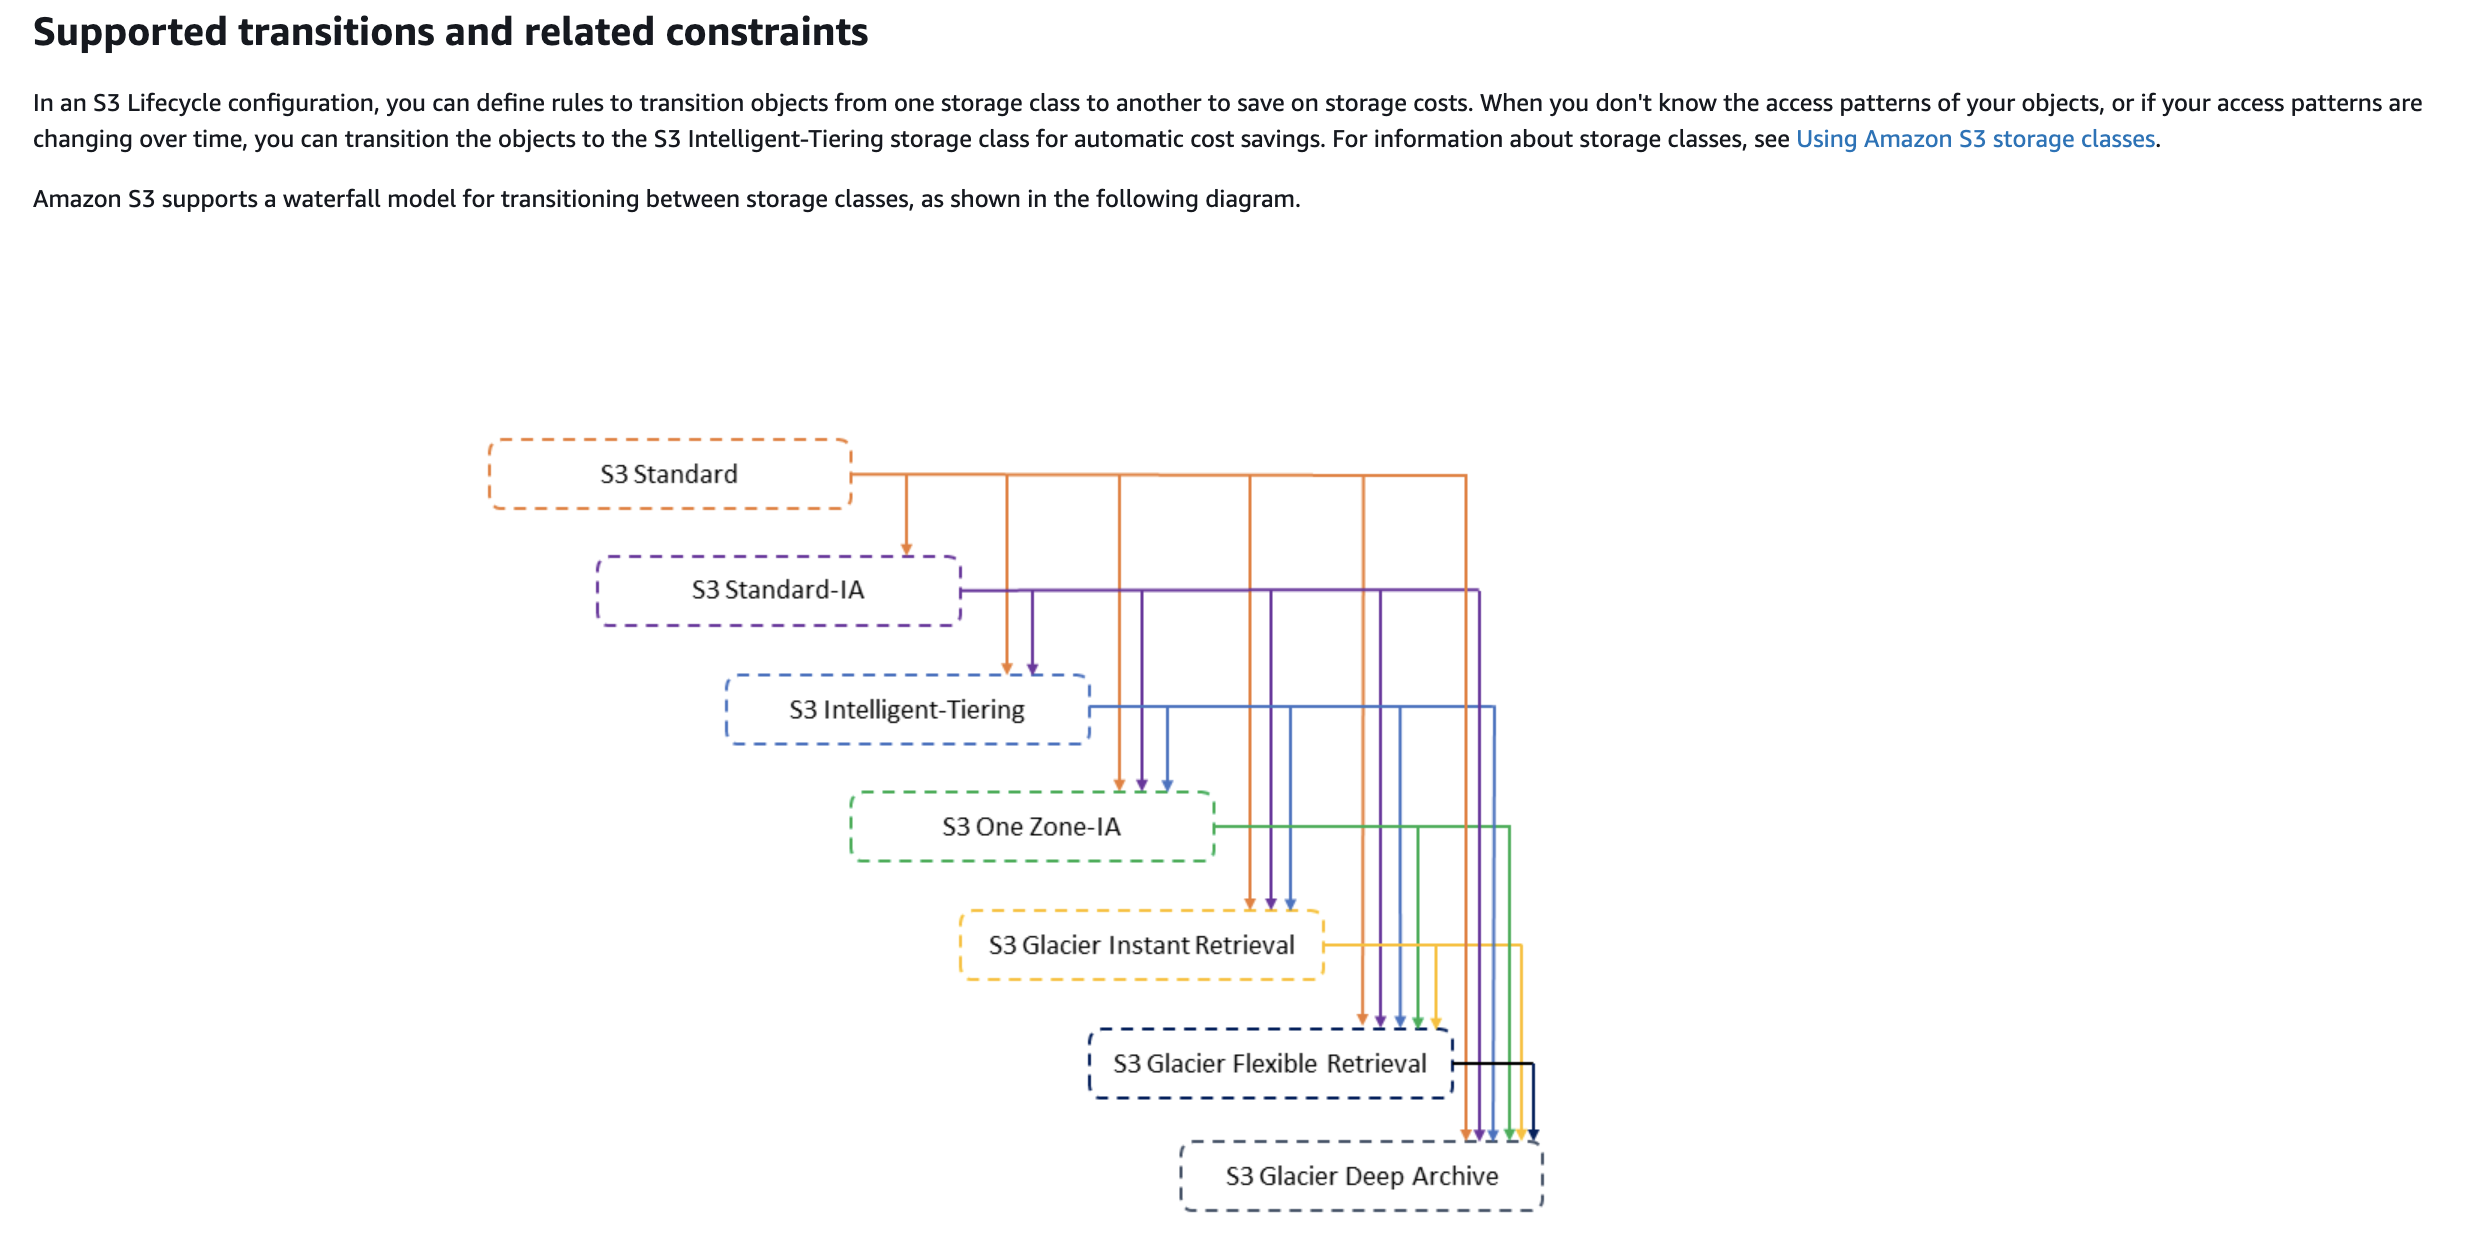 Supported transitions and related constraints
In an S3 Lifecycle configuration, you can define rules to transition objects from one storage class to another to save on storage costs. When you don't know the access patterns of your objects, or if your access patterns are
changing over time, you can transition the objects to the S3 Intelligent-Tiering storage class for automatic cost savings. For information about storage classes, see Using Amazon S3 storage classes.
Amazon S3 supports a waterfall model for transitioning between storage classes, as shown in the following diagram.
S3 Standard
S3 Standard-IA
S3 Intelligent-Tiering
S3 One Zone-IA
S3 Glacier Instant Retrieval
S3 Glacier Flexible Retrieval
S3 Glacier Deep Archive